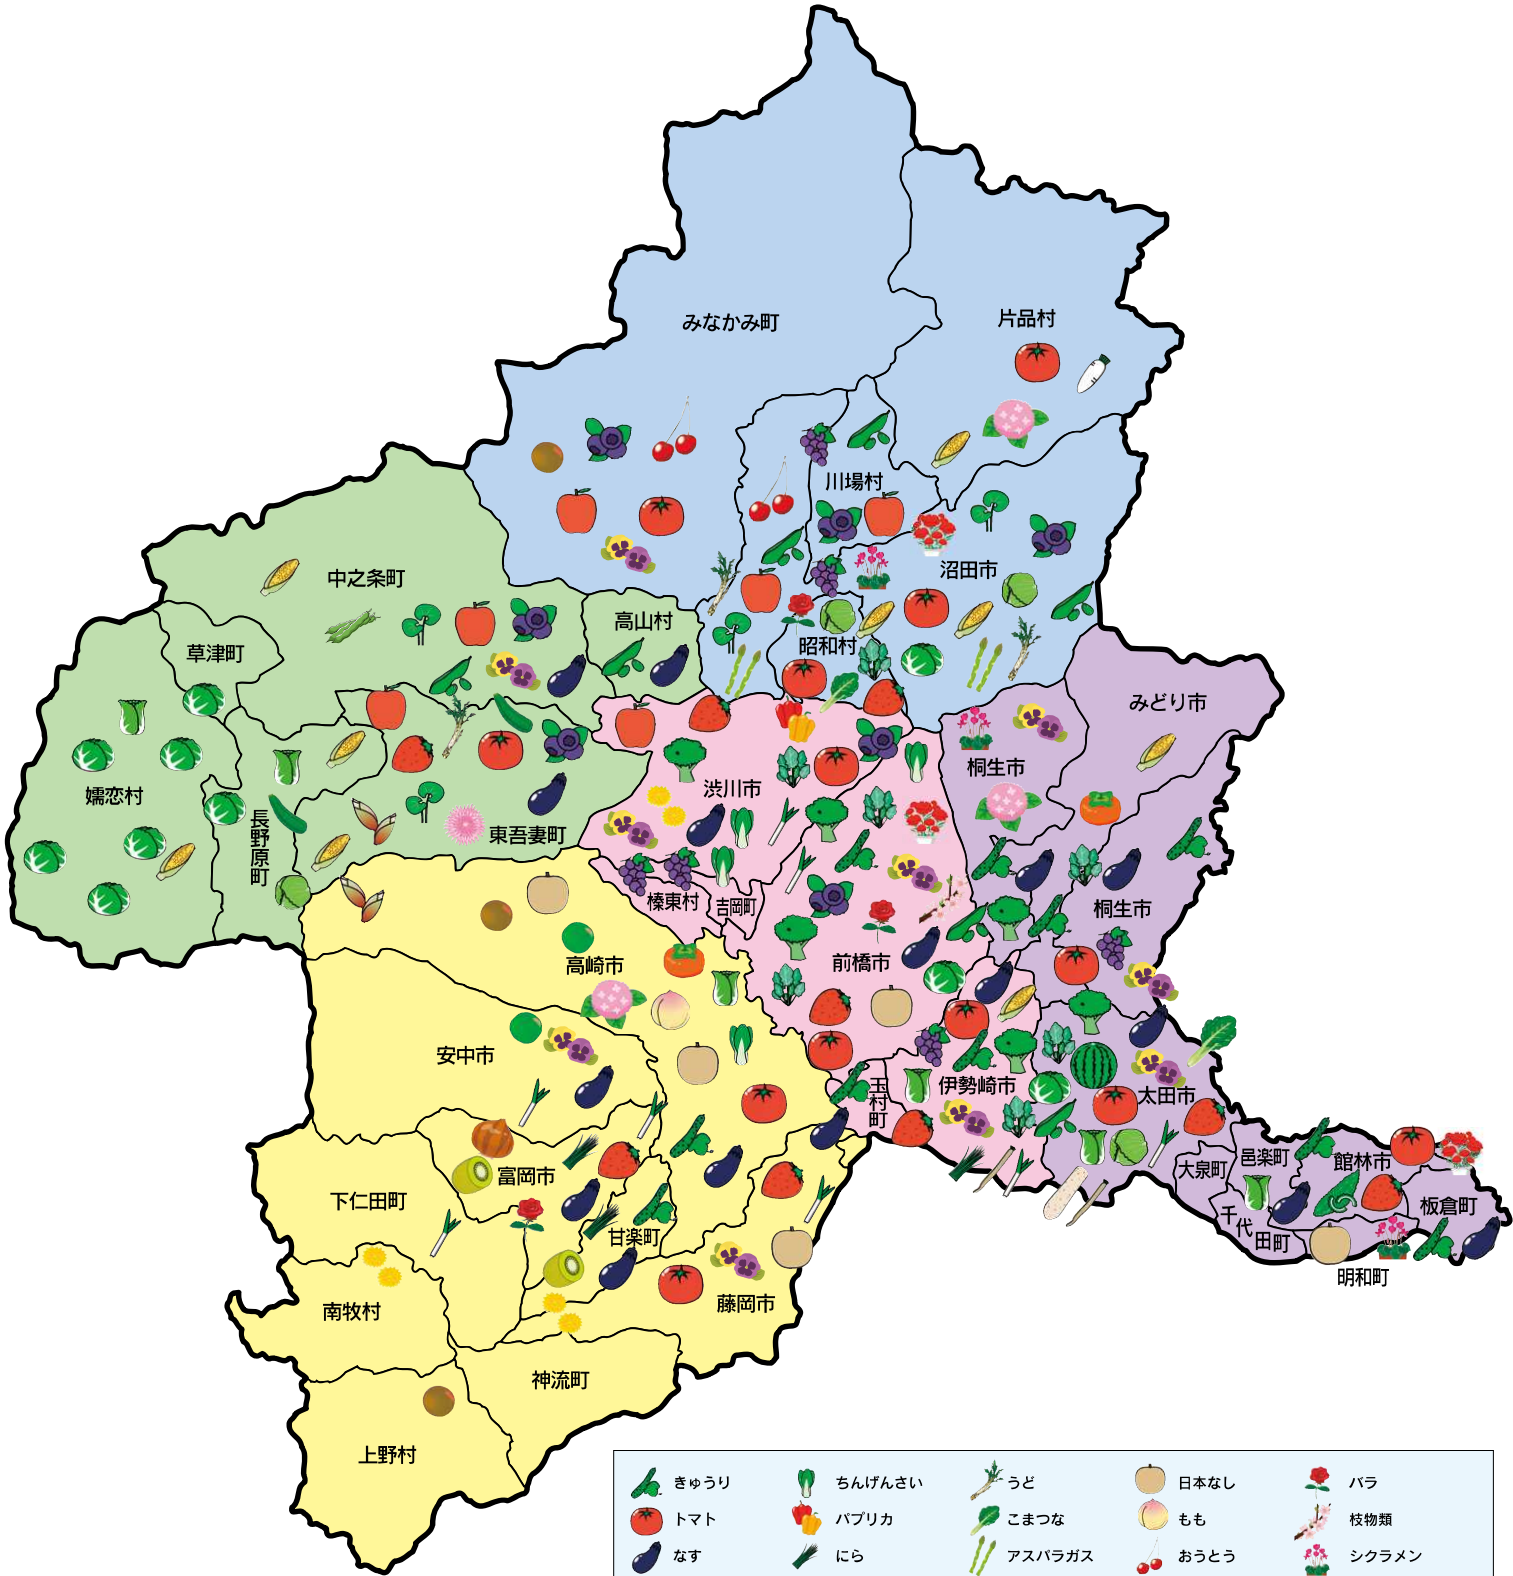 みなかみ町
片品村
川場村
沼田市
中之条町
高山村
草津町
昭和村
みどり市
桐生市
渋川市
嬬恋村
長野原町
東吾妻町
榛東村
吉岡町
桐生市
前橋市
高崎市
安中市
伊勢崎市
玉村町
太田市
邑楽町
館林市
大泉町
富岡市
下仁田町
板倉町
千代田町
甘楽町
明和町
藤岡市
南牧村
神流町
上野村
きゅうり
ちんげんさい
うど
日本なし
バラ
トマト
パプリカ
こまつな
もも
枝物類
なす
にら
アスパラガス
おうとう
シクラメン